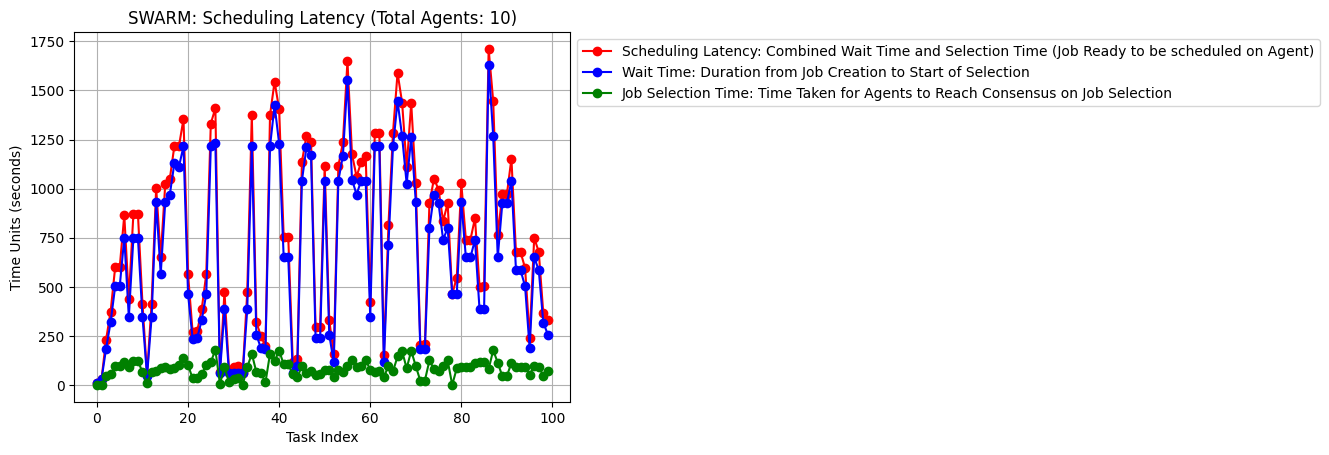 SWARM: Scheduling Latency (Total Agents: 10)
Scheduling Latency: Combined Wait Time and Selection Time (Job Ready to be scheduled on Agent)
Wait Time: Duration from Job Creation to Start of Selection
Job Selection Time: Time Taken for Agents to Reach Consensus on Job Selection
Time Units (seconds)
1750
1500
1250
1000
750
500
250
0
0 20 40 60 80 100
Task Index